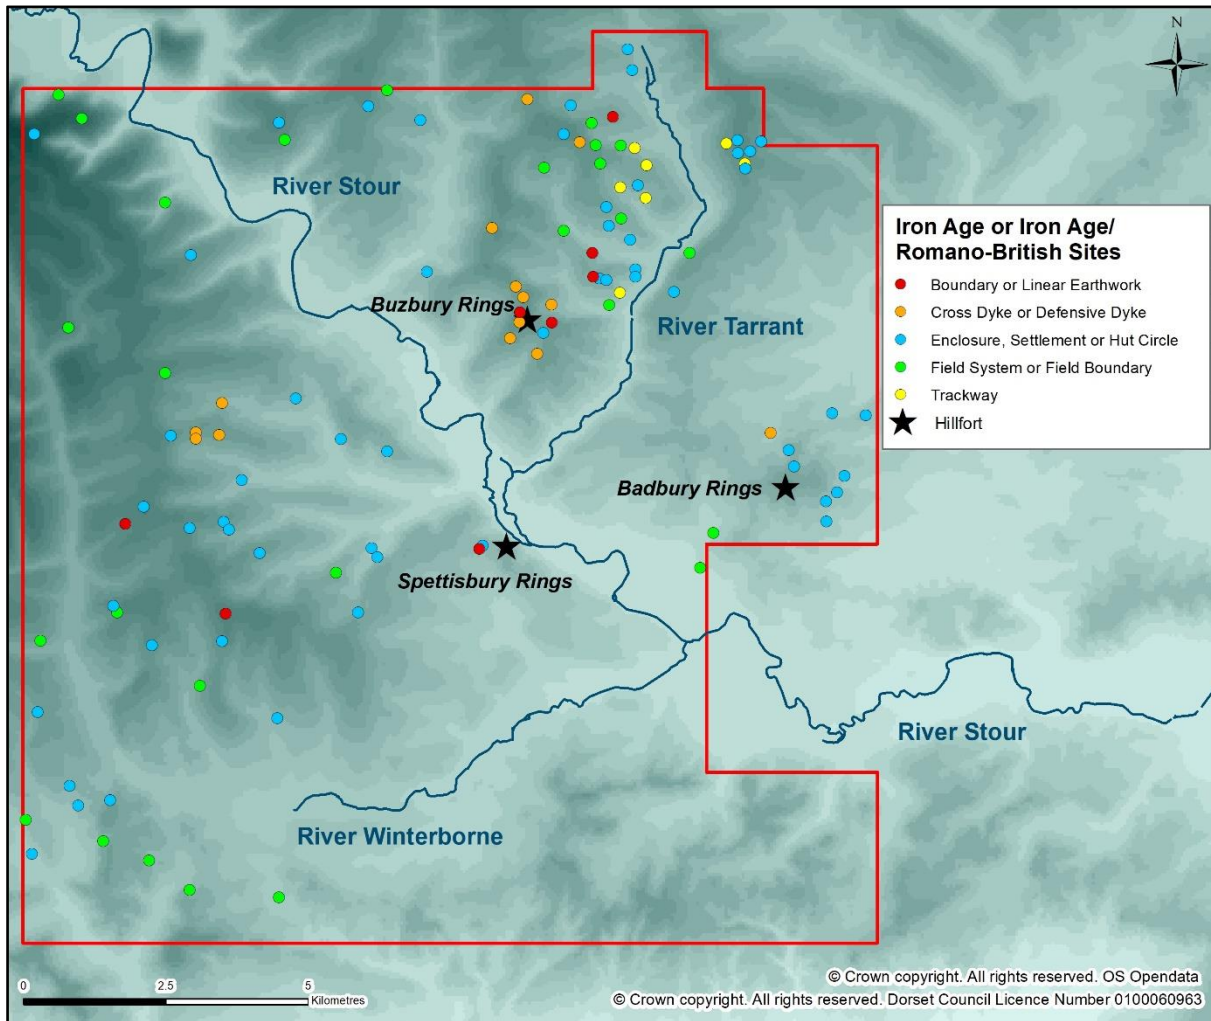 N
River Stour
Iron Age or Iron Age/
Romano-British Sites
Boundary or Linear Earthwork
Cross Dyke or Defensive Dyke
Enclosure, Settlement or Hut Circle
Field System or Field Boundary
Trackway
Hillfort
Buzbury Rings
River Tarrant
Badbury Rings
Spettisbury Rings
River Stour
River Winterborne
0 2.5 5
Kilometres
© Crown copyright. All rights reserved. OS Opendata
© Crown copyright. All rights reserved. Dorset Council Licence Number 0100060963